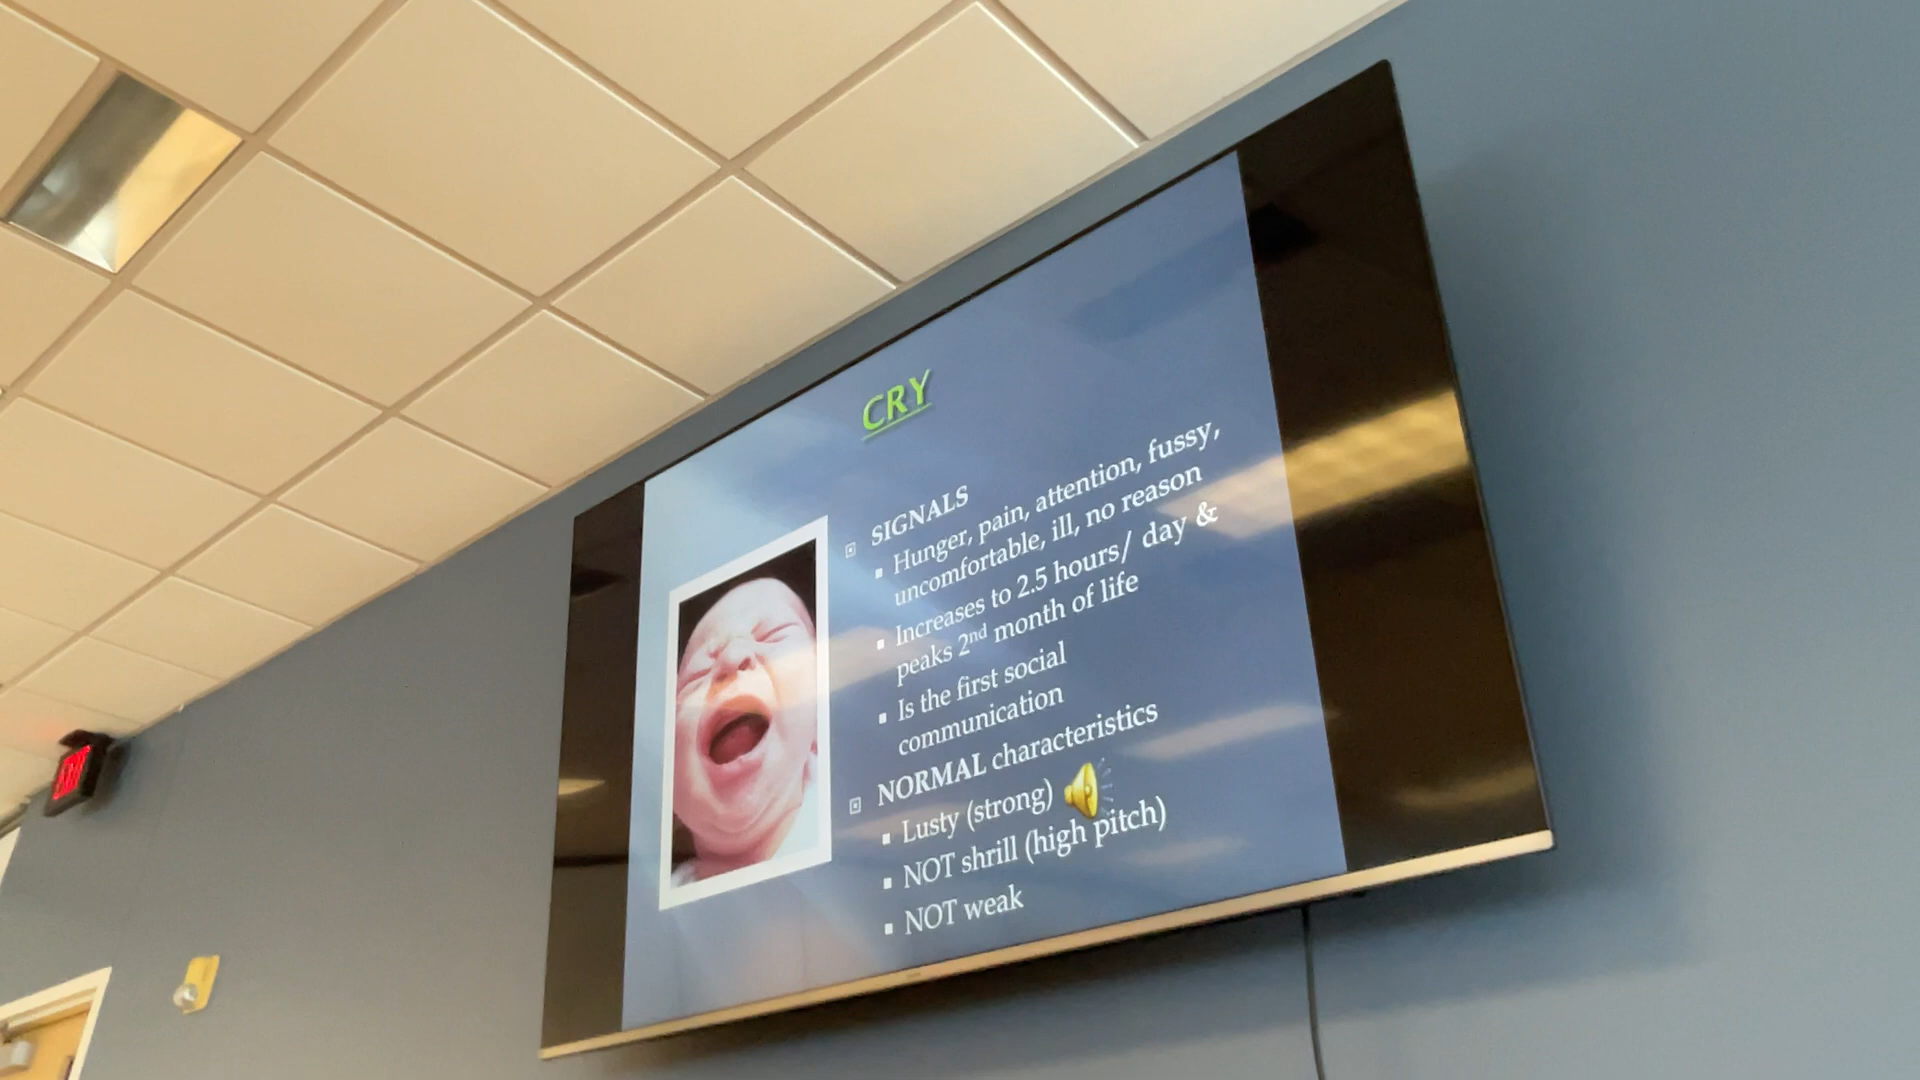 CRY
SIGNALS
Hunger, pain, attention, fussy,
uncomfortable, ill, no reason
Increases to 2.5 hours/ day &
peaks 2nd month of life
Is the first social
communication
NORMAL characteristics
Lusty (strong)
NOT shrill (high pitch)
NOT weak